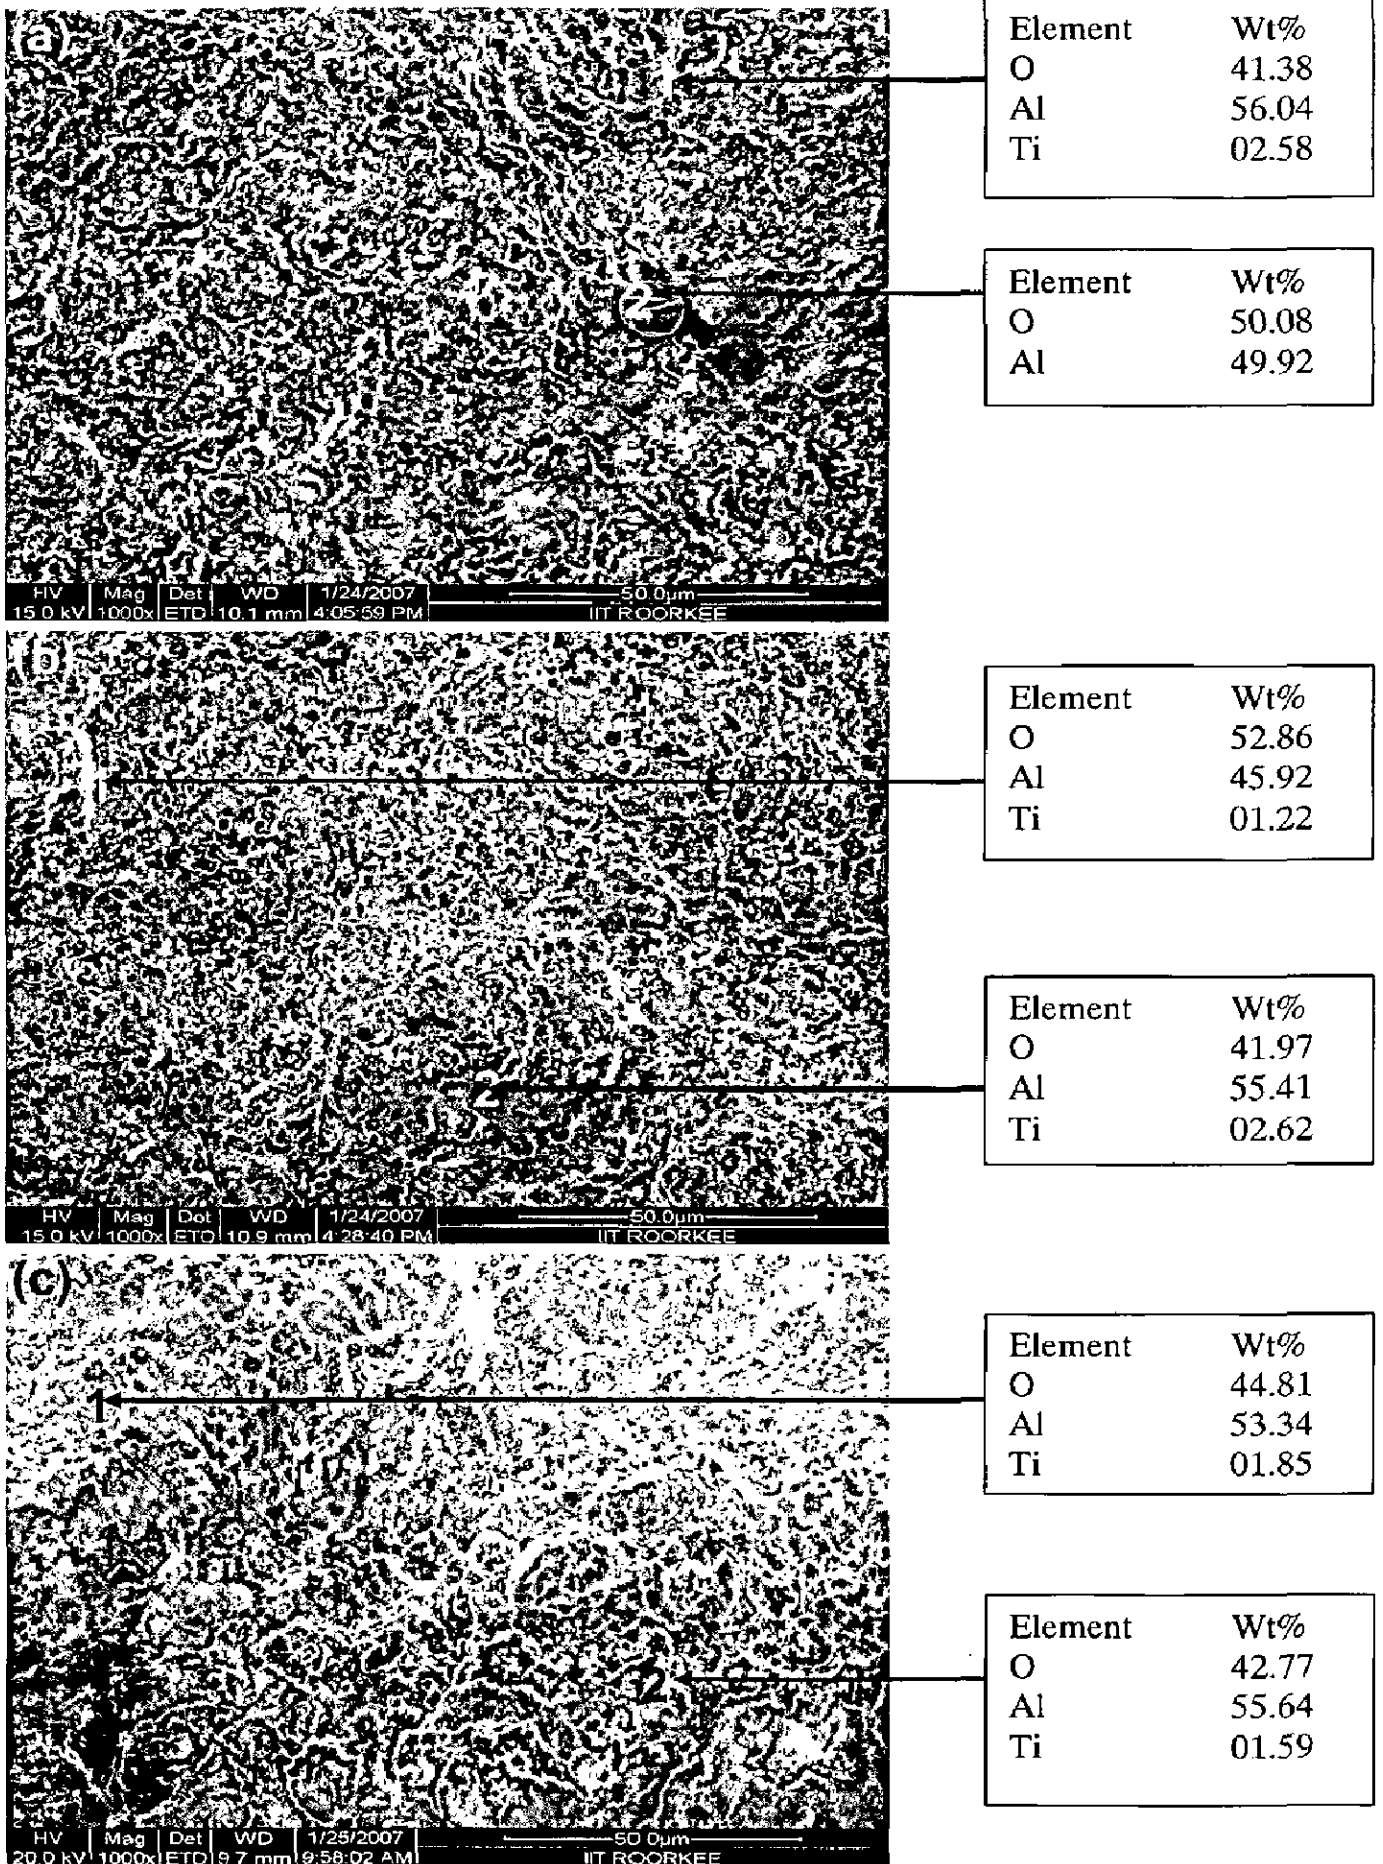 (a)
1
Element Wt%
O 41.38
Al 56.04
Ti 02.58
2
Element Wt%
O 50.08
Al 49.92
HV Mag Det WD 1/24/2007 50.0µm
15.0 kV 1000x ETD 10.1 mm 4:05:59 PM IIT ROORKEE
(b)
1
Element Wt%
O 52.86
Al 45.92
Ti 01.22
2
Element Wt%
O 41.97
Al 55.41
Ti 02.62
HV Mag Det WD 1/24/2007 50.0µm
15.0 kV 1000x ETD 10.9 mm 4:28:40 PM IIT ROORKEE
(c)
1
Element Wt%
O 44.81
Al 53.34
Ti 01.85
2
Element Wt%
O 42.77
Al 55.64
Ti 01.59
HV Mag Det WD 1/25/2007 50.0µm
20.0 kV 1000x ETD 9.7 mm 9:58:02 AM IIT ROORKEE